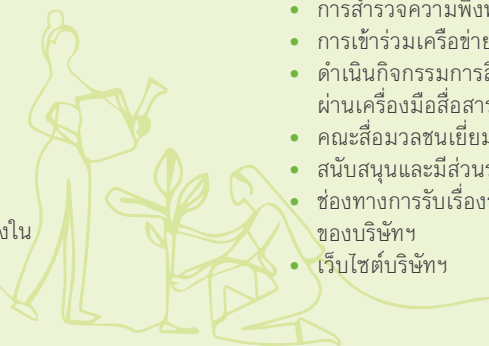 การสำรวจความพึง
การเข้าร่วมเครือข่าย
ดำเนินกิจกรรมการ
ผ่านเครื่องมือสื่อสาร
คณะสื่อมวลชนเยี่ยม
สนับสนุนและมีส่วน
ช่องทางการรับเรื่อง
ของบริษัทฯ
เว็บไซต์บริษัทฯ
ใน